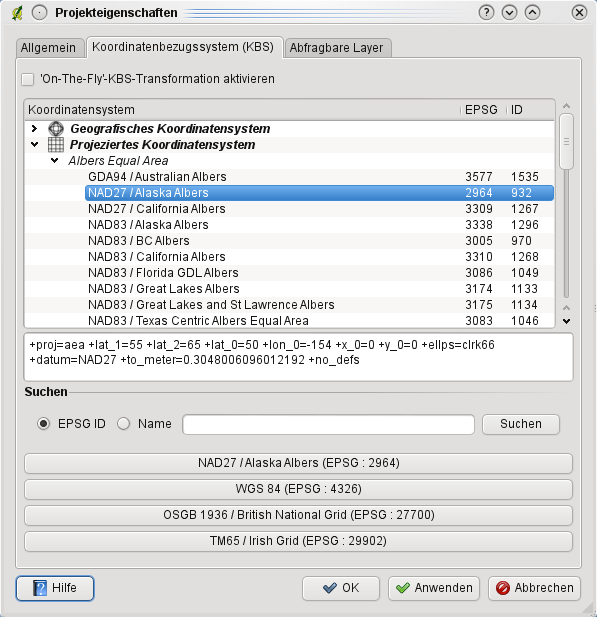 Projekteigenschaften
Allgemein Koordinatenbezugssystem (KBS) Abfragbare Layer
'On-The-Fly'-KBS-Transformation aktivieren
Koordinatensystem EPSG ID
Geografisches Koordinatensystem
Projeziertes Koordinatensystem
Albers Equal Area
GDA94 / Australian Albers 3577 1535
NAD27 / Alaska Albers 2964 932
NAD27 / California Albers 3309 1267
NAD83 / Alaska Albers 3338 1296
NAD83 / BC Albers 3005 970
NAD83 / California Albers 3310 1268
NAD83 / Florida GDL Albers 3086 1049
NAD83 / Great Lakes Albers 3174 1133
NAD83 / Great Lakes and St Lawrence Albers 3175 1134
NAD83 / Texas Centric Albers Equal Area 3083 1046
+proj=aea +lat_1=55 +lat_2=65 +lat_0=50 +lon_0=-154 +x_0=0 +y_0=0 +ellps=clrk66
+datum=NAD27 +to_meter=0.3048006096012192 +no_defs
Suchen
EPSG ID Name Suchen
NAD27 / Alaska Albers (EPSG : 2964)
WGS 84 (EPSG : 4326)
OSGB 1936 / British National Grid (EPSG : 27700)
TM65 / Irish Grid (EPSG : 29902)
Hilfe OK Anwenden Abbrechen